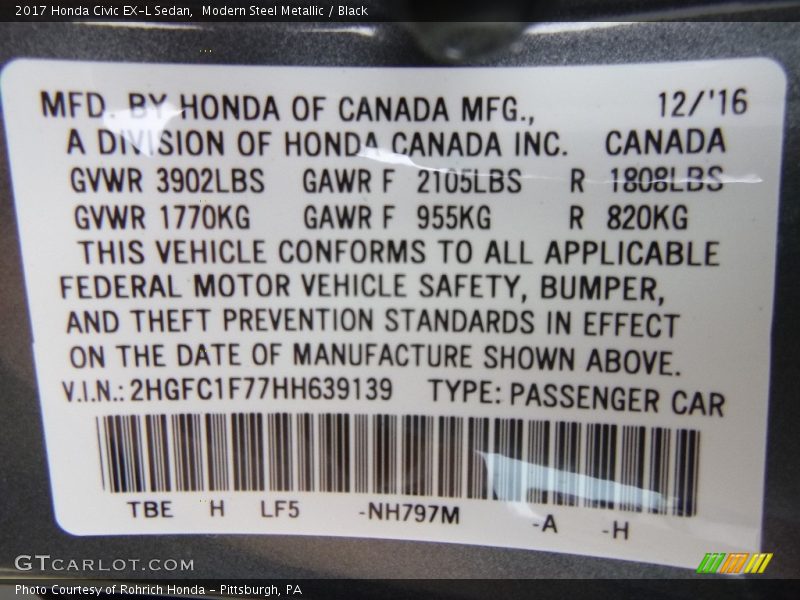 2017 Honda Civic EX-L Sedan, Modern Steel Metallic / Black
MFD. BY HONDA OF CANADA MFG., 12/'16
A DIVISION OF HONDA CANADA INC. CANADA
GVWR 3902LBS GAWR F 2105LBS R 1808LBS
GVWR 1770KG GAWR F 955KG R 820KG
THIS VEHICLE CONFORMS TO ALL APPLICABLE
FEDERAL MOTOR VEHICLE SAFETY, BUMPER,
AND THEFT PREVENTION STANDARDS IN EFFECT
ON THE DATE OF MANUFACTURE SHOWN ABOVE.
V.I.N.: 2HGFC1F77HH639139 TYPE: PASSENGER CAR
TBE H LF5 -NH797M -A -H
GTCARLOT.COM
Photo Courtesy of Rohrich Honda - Pittsburgh, PA